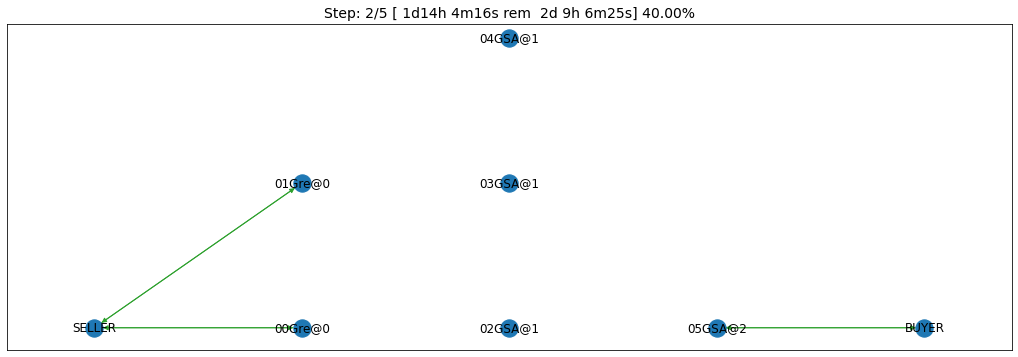 Step: 2/5 [ 1d14h 4m16s rem  2d 9h 6m25s] 40.00%
04GSA@1
01Gre@0
03GSA@1
SELLER
00Gre@0
02GSA@1
05GSA@2
BUYER